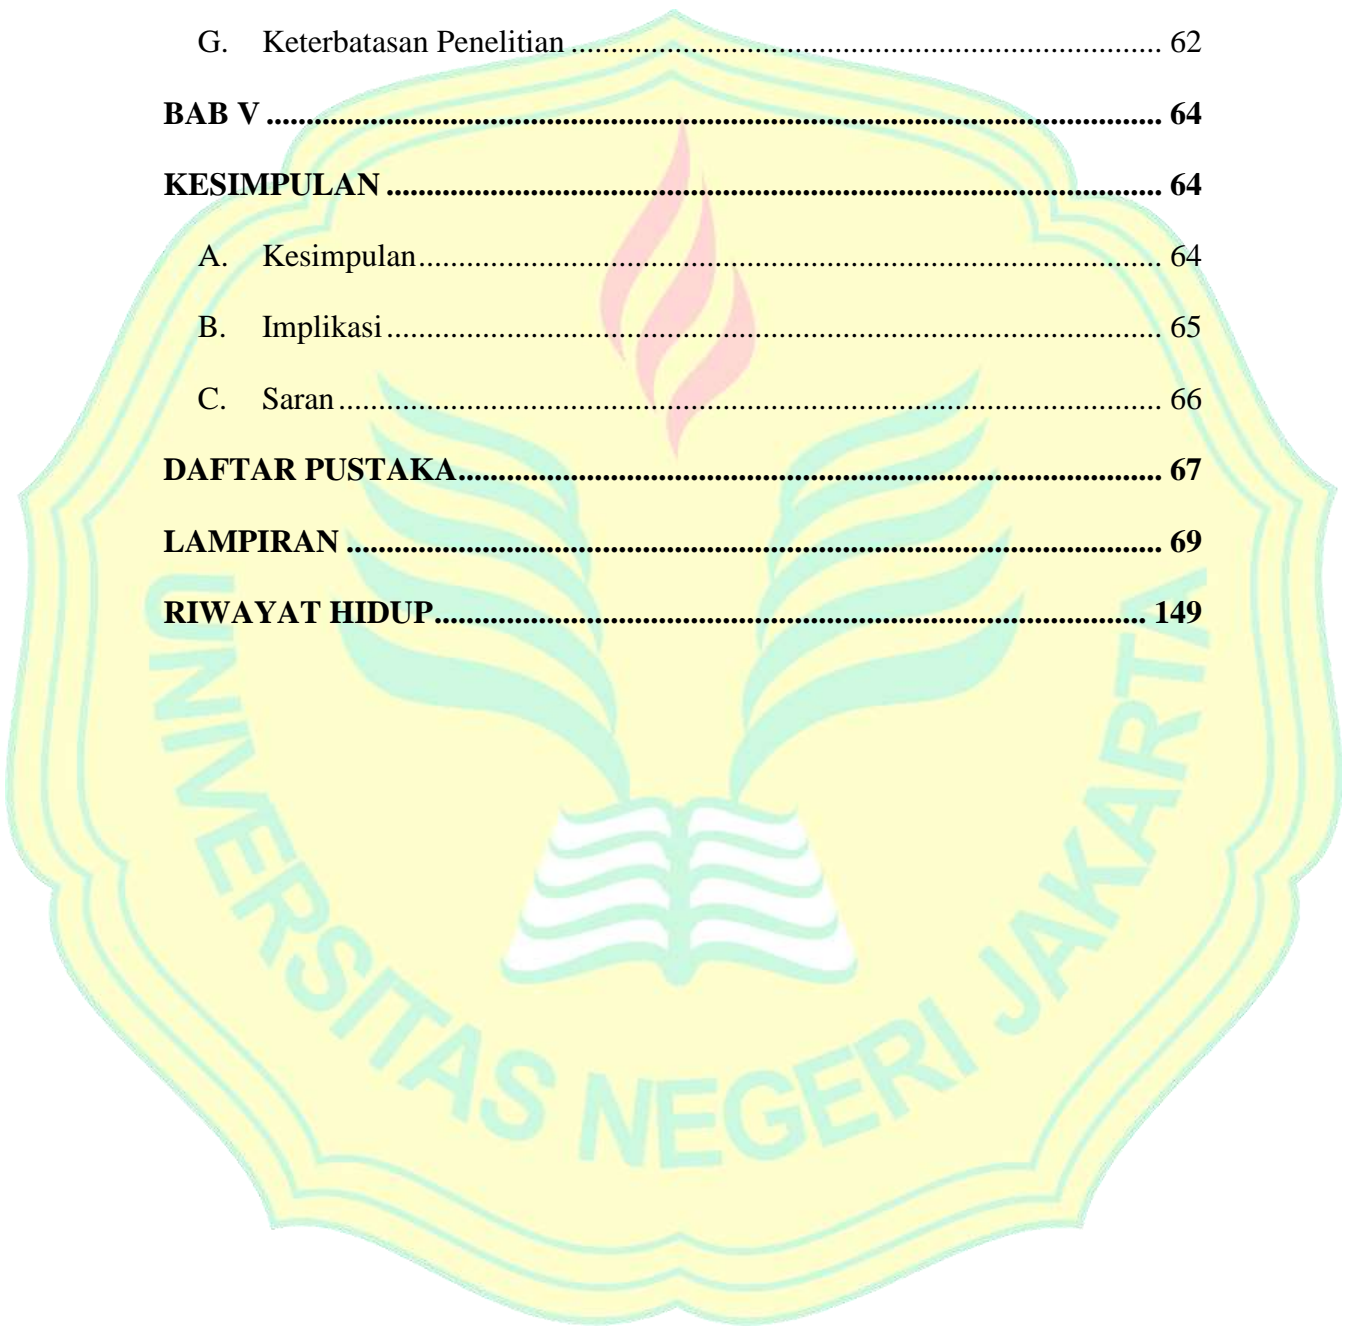 G. Keterbatasan Penelitian ........................................................................... 62
BAB V ................................................................................................................. 64
KESIMPULAN .................................................................................................. 64
A. Kesimpulan .............................................................................................. 64
B. Implikasi .................................................................................................. 65
C. Saran ........................................................................................................ 66
DAFTAR PUSTAKA ......................................................................................... 67
LAMPIRAN ....................................................................................................... 69
RIWAYAT HIDUP .......................................................................................... 149
UNIVERSITAS NEGERI JAKARTA